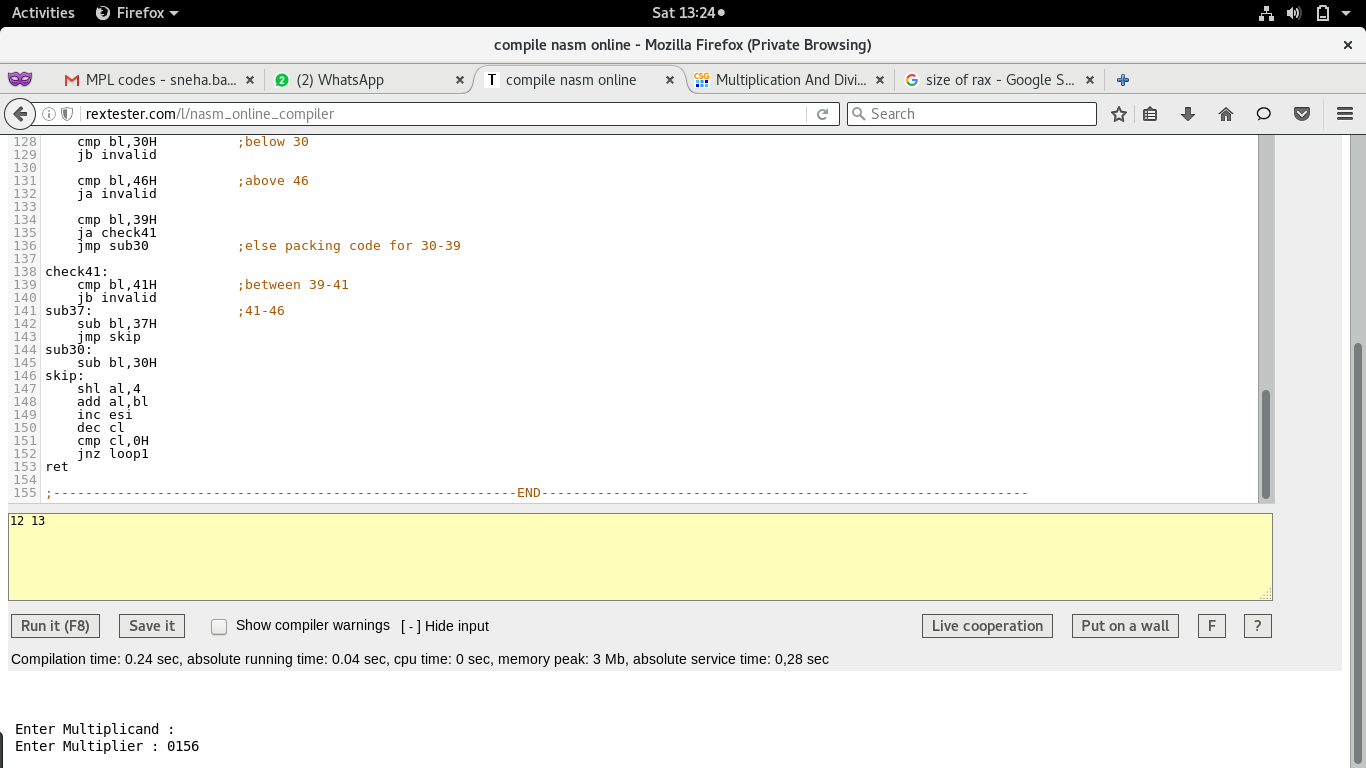 Activities Firefox Sat 13:24
compile nasm online - Mozilla Firefox (Private Browsing) ×
MPL codes - sneha.ba... × (2) WhatsApp × T compile nasm online × CSG Multiplication And Divi... × size of rax - Google S... ×
rextester.com/l/nasm_online_compiler Search
128 cmp bl,30H ;below 30
129 jb invalid
130
131 cmp bl,46H ;above 46
132 ja invalid
133
134 cmp bl,39H
135 ja check41
136 jmp sub30 ;else packing code for 30-39
137
138 check41:
139 cmp bl,41H ;between 39-41
140 jb invalid
141 sub37: ;41-46
142 sub bl,37H
143 jmp skip
144 sub30:
145 sub bl,30H
146 skip:
147 shl al,4
148 add al,bl
149 inc esi
150 dec cl
151 cmp cl,0H
152 jnz loop1
153 ret
154
155 ;----------------------------------------------------------END-------------------------------------------------------------
12 13
Run it (F8) Save it Show compiler warnings [ - ] Hide input Live cooperation Put on a wall F ?
Compilation time: 0.24 sec, absolute running time: 0.04 sec, cpu time: 0 sec, memory peak: 3 Mb, absolute service time: 0,28 sec
Enter Multiplicand :
Enter Multiplier : 0156